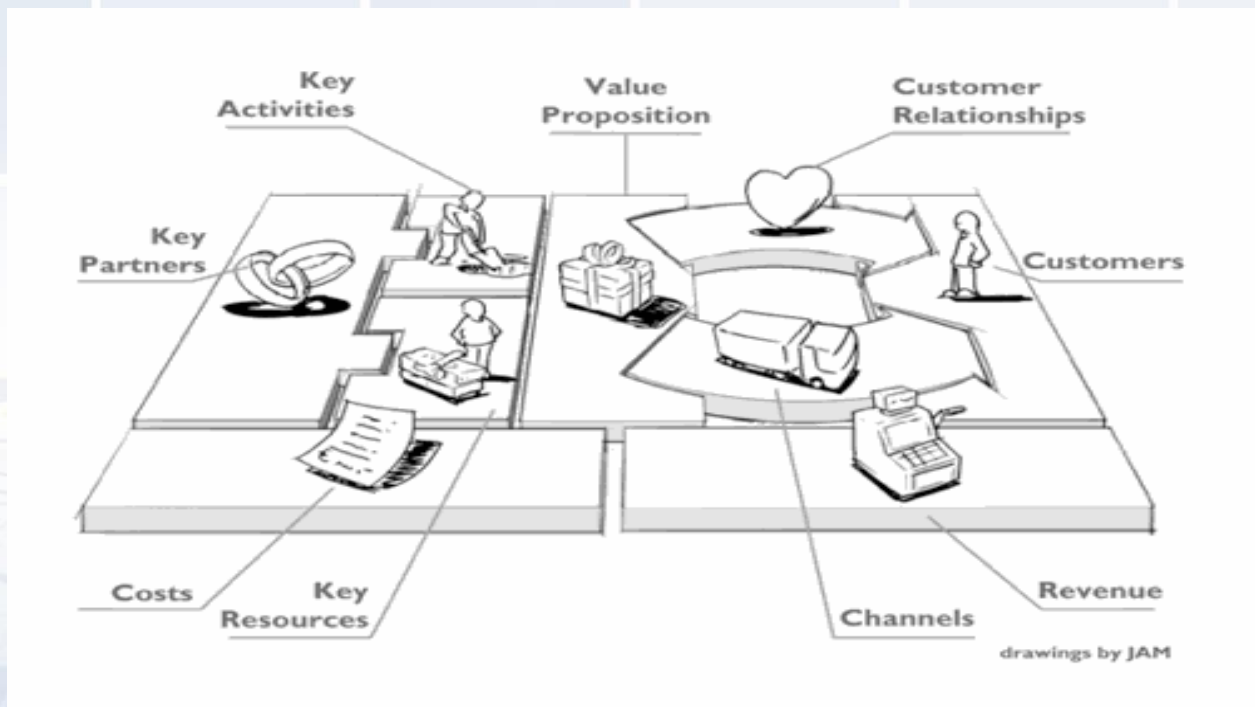 Key
Activities
Value
Proposition
Customer
Relationships
Key
Partners
Customers
Costs
Key
Resources
Channels
Revenue
drawings by JAM